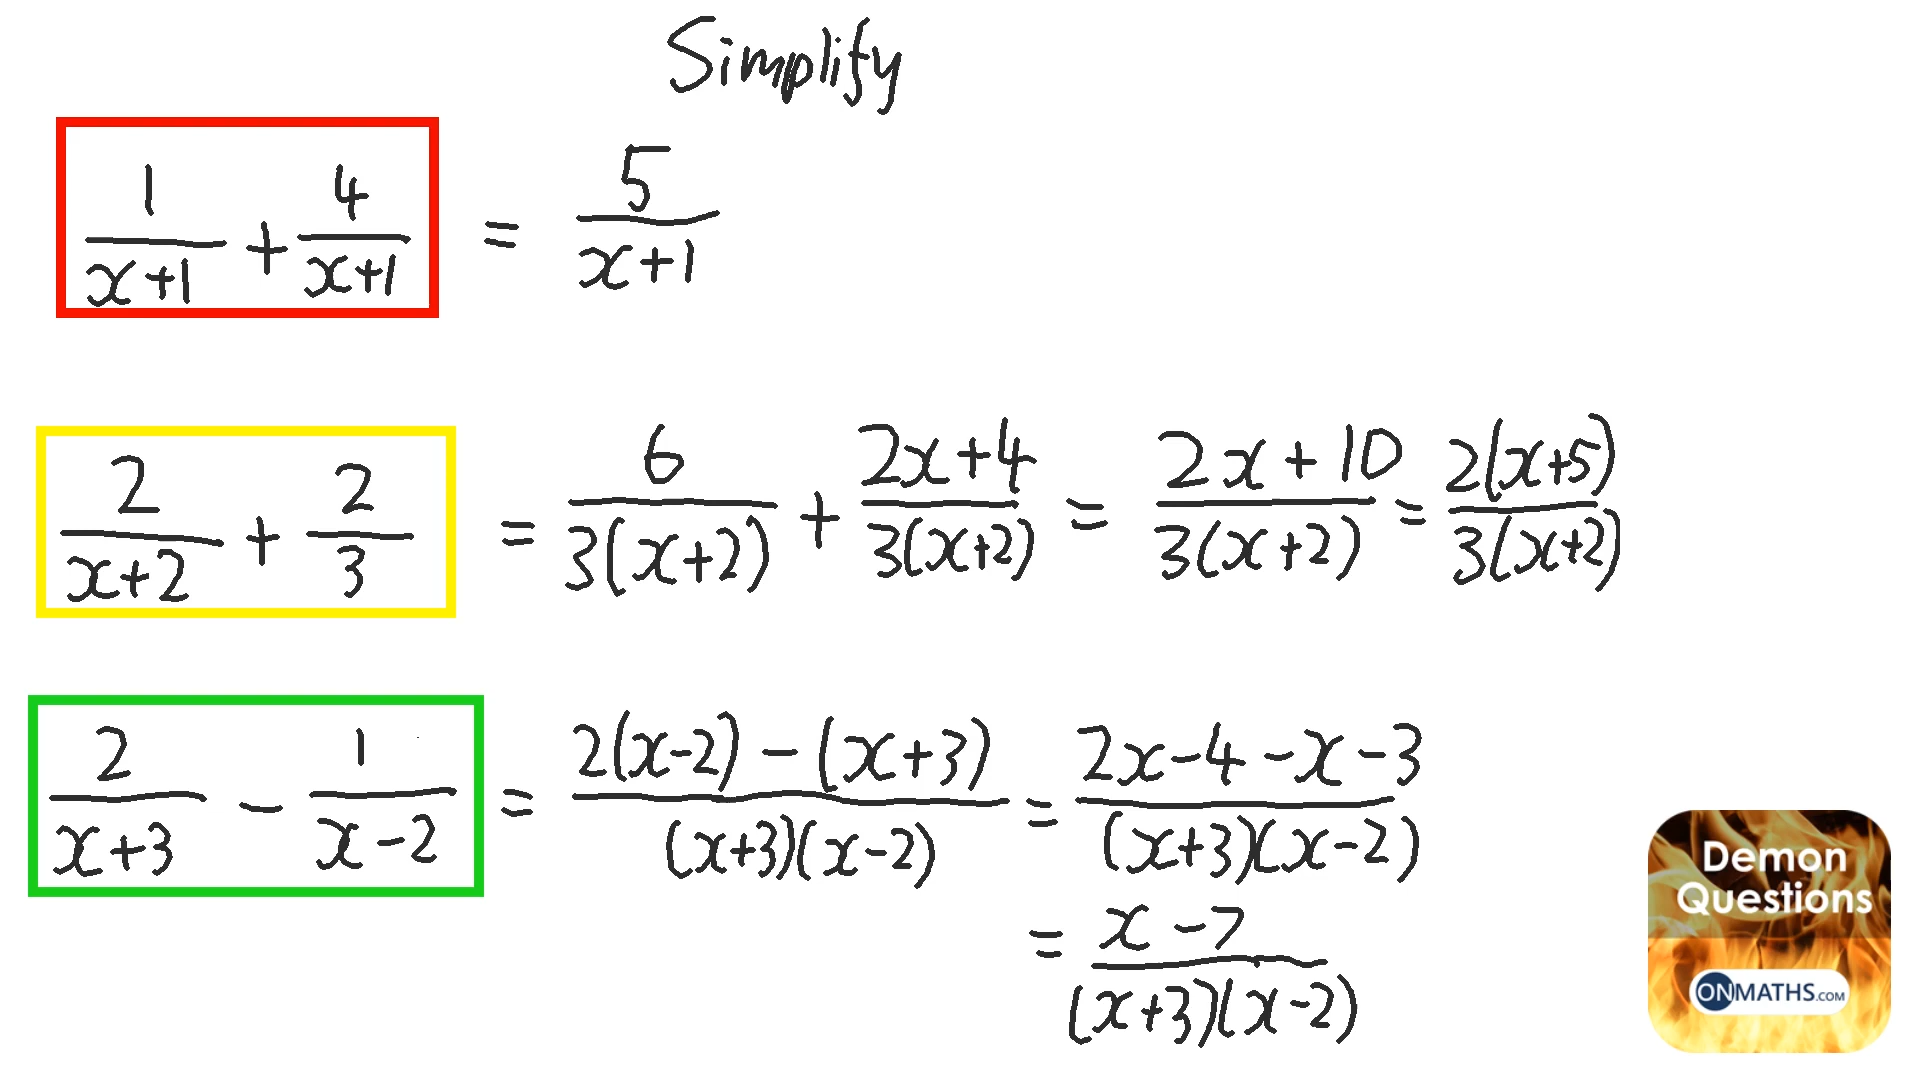 Simplify
1/(x+1) + 4/(x+1) = 5/(x+1)
2/(x+2) + 2/3 = 6/3(x+2) + (2x+4)/3(x+2) = (2x+10)/3(x+2) = 2(x+5)/3(x+2)
2/(x+3) - 1/(x-2) = (2(x-2) - (x+3))/(x+3)(x-2) = (2x-4-x-3)/(x+3)(x-2)
= (x-7)/(x+3)(x-2)
Demon
Questions
ONMATHS.COM